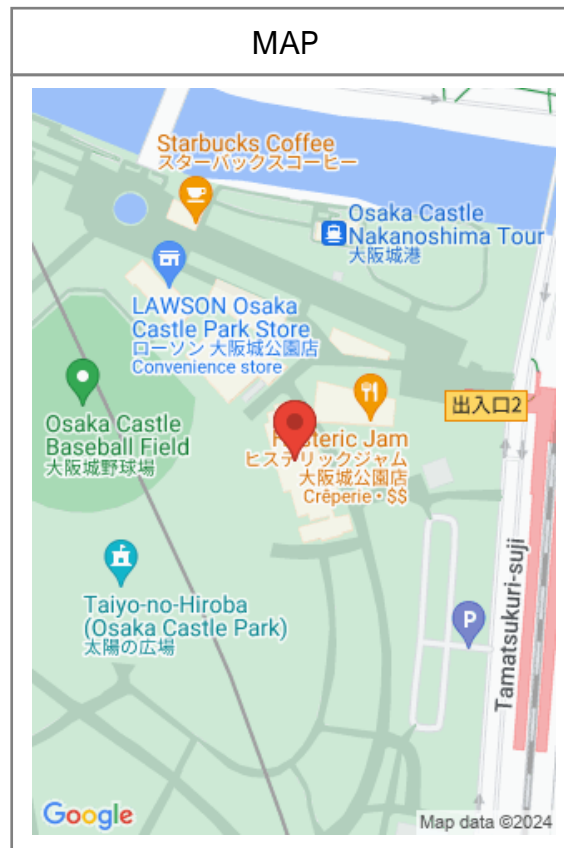 MAP
Starbucks Coffee
スターバックスコーヒー
Osaka Castle
Nakanoshima Tour
大阪城港
LAWSON Osaka
Castle Park Store
ローソン 大阪城公園店
Convenience store
出入口2
Osaka Castle
Baseball Field
大阪城野球場
Jam
ヒステリックジャム
大阪城公園店
Crêperie・$$
Taiyo-no-Hiroba
(Osaka Castle Park)
太陽の広場
P
Tamatsukuri-suji
Google
Map data ©2024